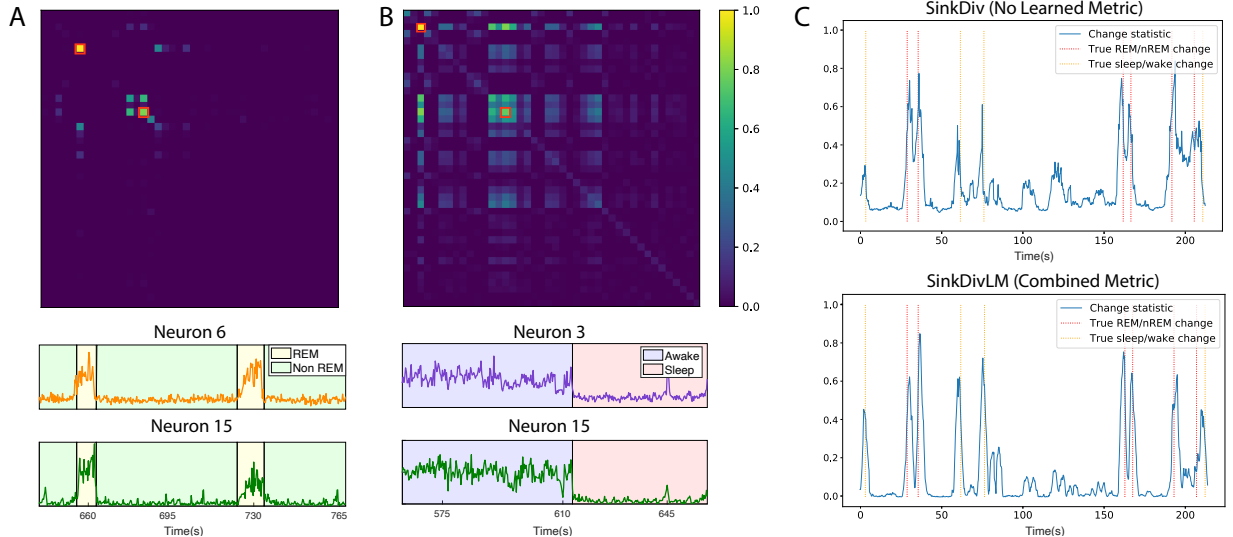 A
B
C
1.0
0.8
0.6
0.4
0.2
0.0
Neuron 6
REM
Non REM
Neuron 15
660
695
730
765
Time(s)
Neuron 3
Awake
Sleep
Neuron 15
575
610
645
Time(s)
SinkDiv (No Learned Metric)
Change statistic
True REM/nREM change
True sleep/wake change
1.0
0.8
0.6
0.4
0.2
0.0
0
50
100
150
200
Time(s)
SinkDivLM (Combined Metric)
Change statistic
True REM/nREM change
True sleep/wake change
1.0
0.8
0.6
0.4
0.2
0.0
0
50
100
150
200
Time(s)